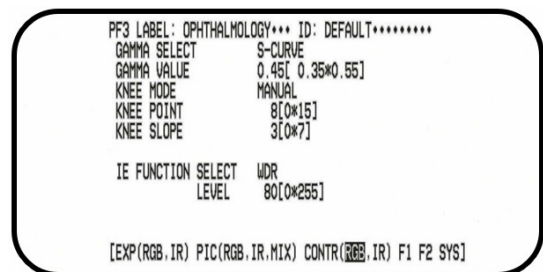 PF3 LABEL: OPHTHALMOLOGY*** ID: DEFAULT*********
GAMMA SELECT S-CURVE
GAMMA VALUE 0.45[ 0.35*0.55]
KNEE MODE MANUAL
KNEE POINT 8[0*15]
KNEE SLOPE 3[0*7]
IE FUNCTION SELECT WDR
LEVEL 80[0*255]
[EXP(RGB,IR) PIC(RGB,IR,MIX) CONTR(RGB,IR) F1 F2 SYS]